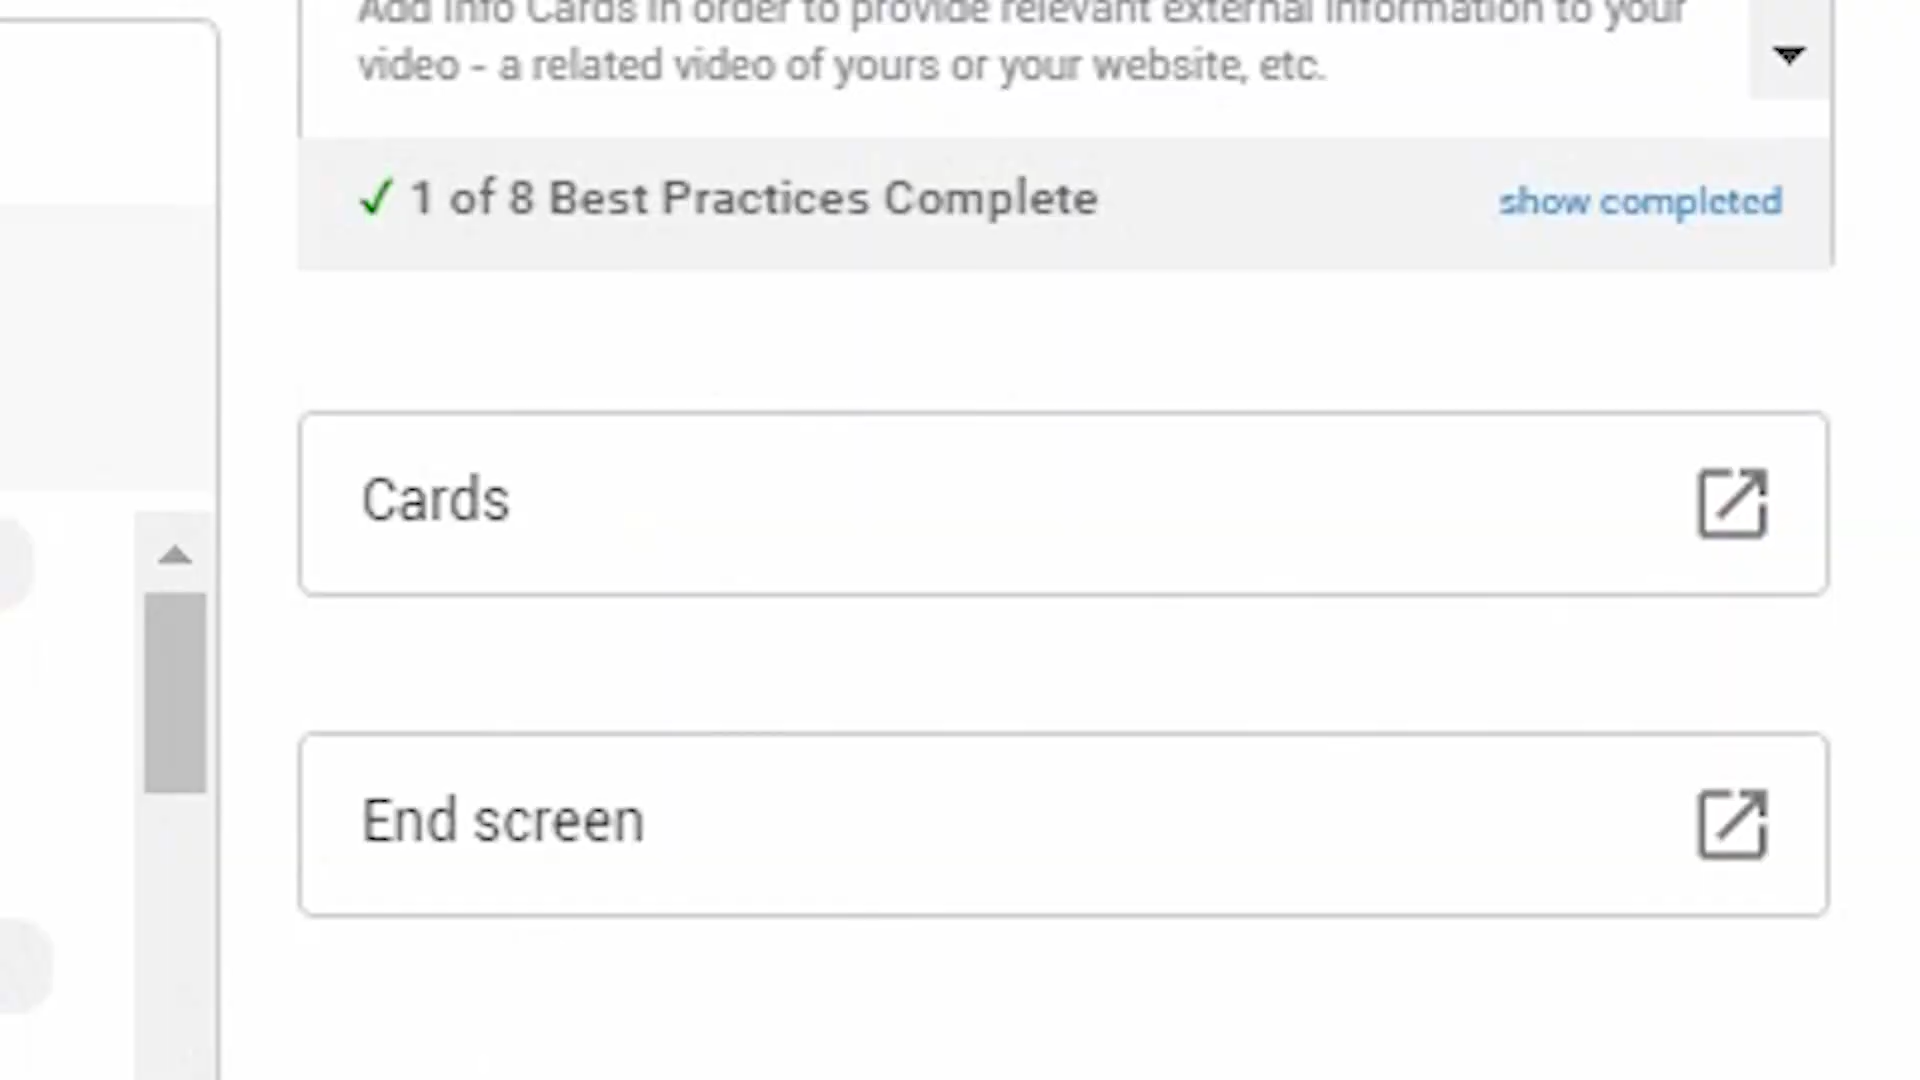 Add Info Cards in order to provide relevant external information to your
video - a related video of yours or your website, etc.
✓ 1 of 8 Best Practices Complete
show completed
Cards
End screen